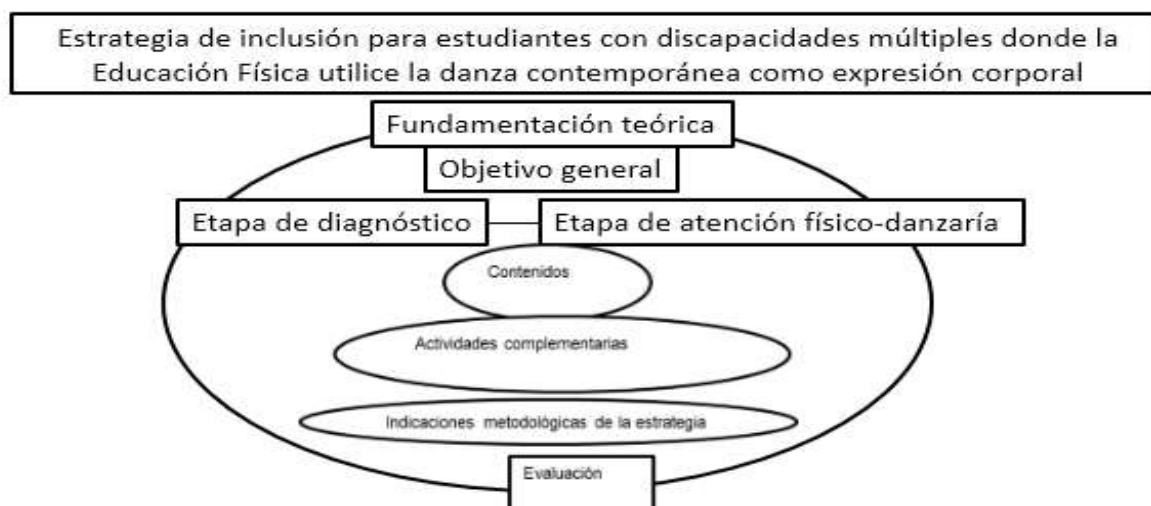 Estrategia de inclusión para estudiantes con discapacidades múltiples donde la
Educación Física utilice la danza contemporánea como expresión corporal
Fundamentación teórica
Objetivo general
Etapa de diagnóstico
Etapa de atención físico-danzaría
Contenidos
Actividades complementarias
Indicaciones metodológicas de la estrategia
Evaluación